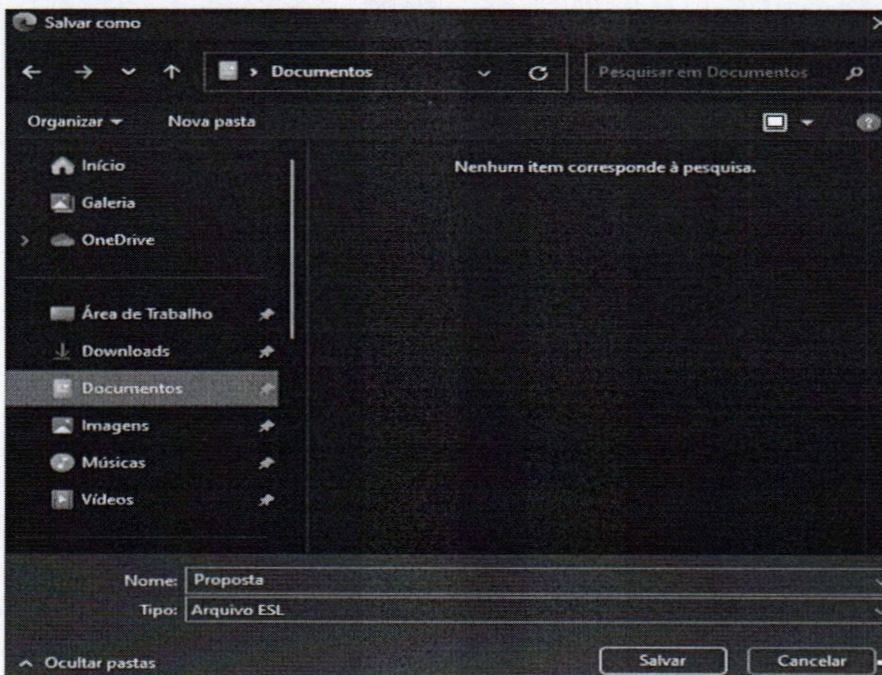 Salvar como
Documentos
Pesquisar em Documentos
Organizar
Nova pasta
Início
Galeria
OneDrive
Área de Trabalho
Downloads
Documentos
Imagens
Músicas
Vídeos
Nenhum item corresponde à pesquisa.
Nome: Proposta
Tipo: Arquivo ESL
Ocultar pastas
Salvar
Cancelar